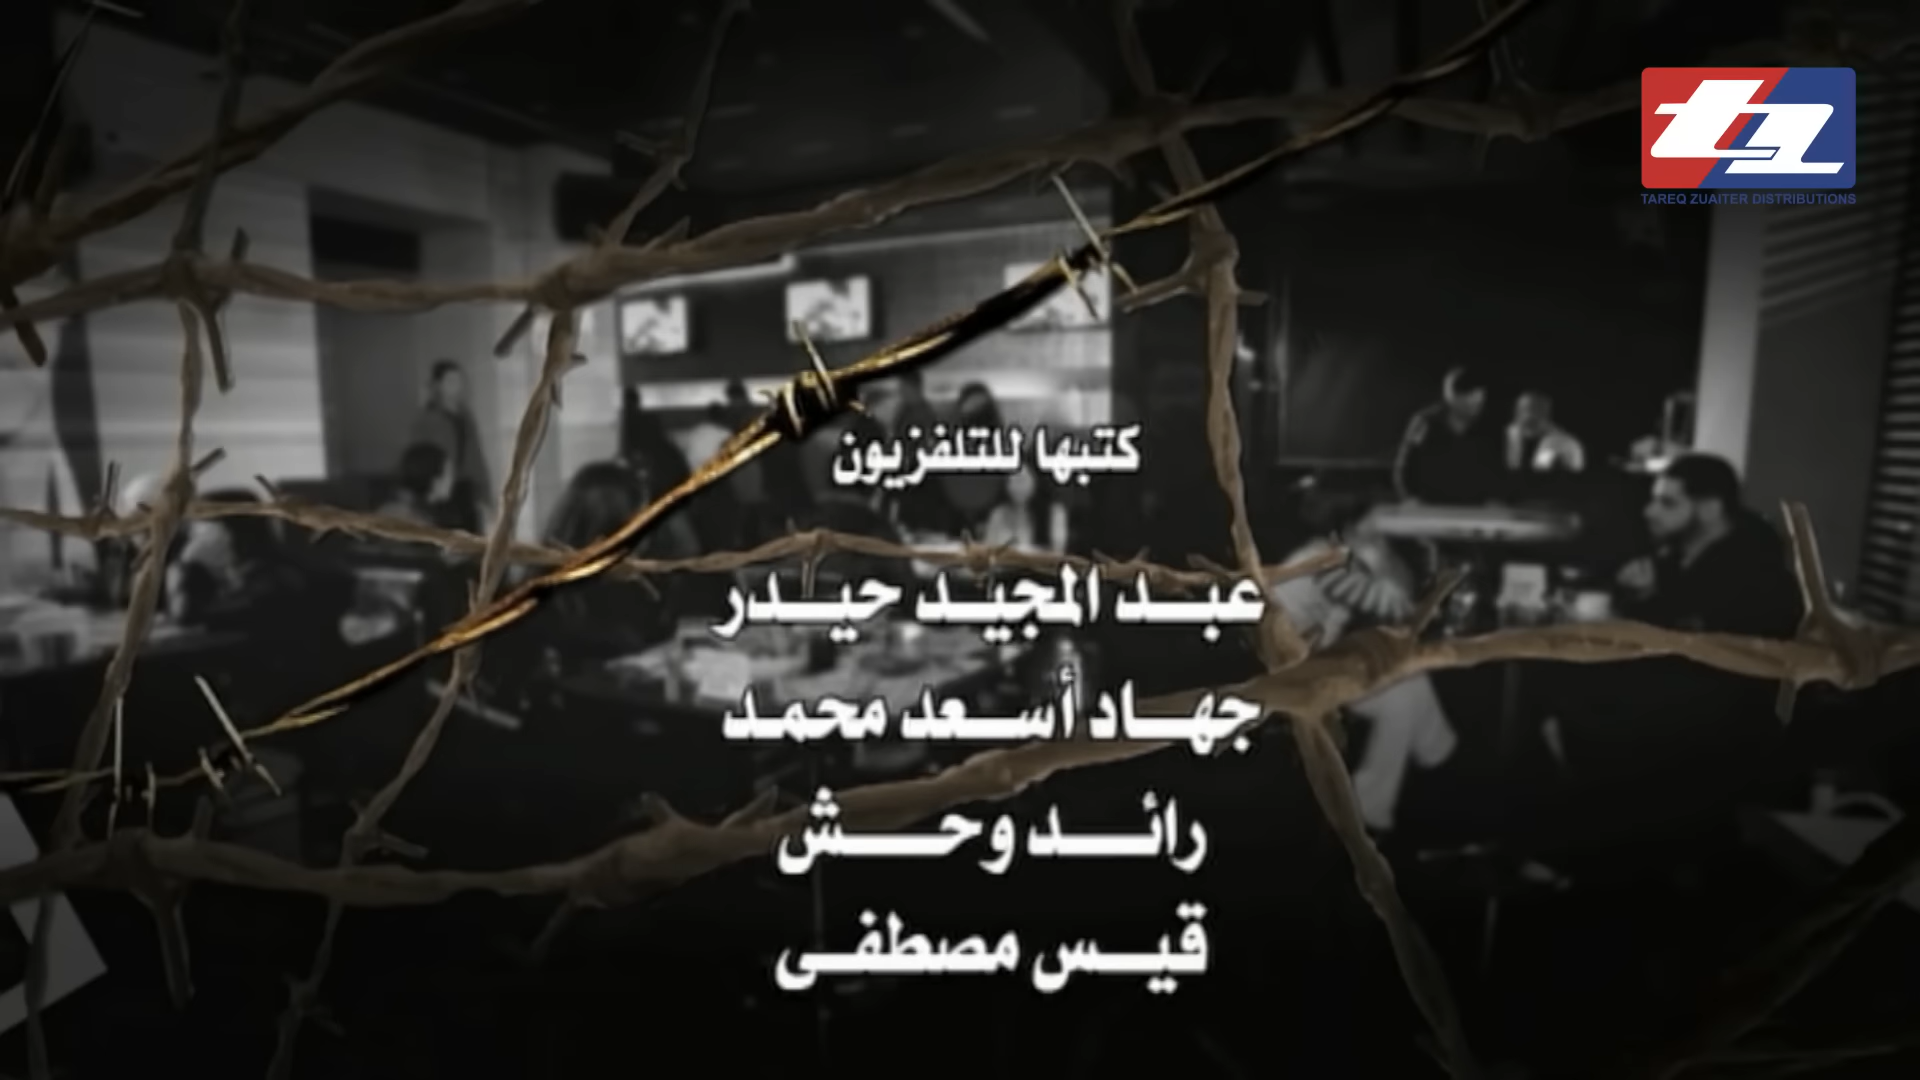 TAREQ ZUAITER DISTRIBUTIONS
كتبها للتلفزيون
عبد المجيد حيدر
جهاد أسعد محمد
رائد وحش
قيس مصطفى